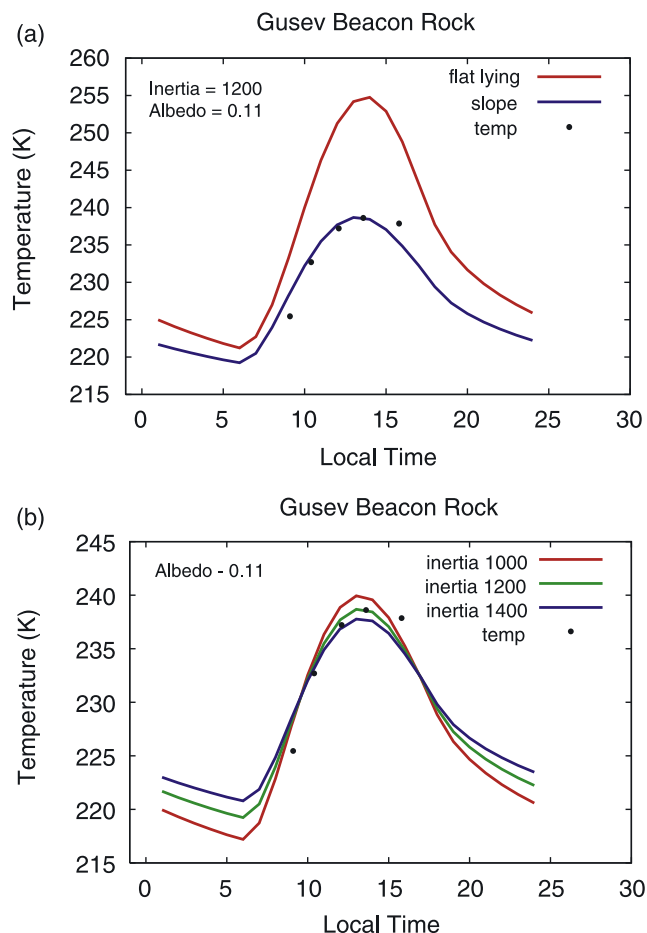 (a)
Gusev Beacon Rock
260
255
250
245
240
235
230
225
220
215
Temperature (K)
Inertia = 1200
Albedo = 0.11
flat lying
slope
temp
0 5 10 15 20 25 30
Local Time
(b)
Gusev Beacon Rock
245
240
235
230
225
220
215
Temperature (K)
Albedo - 0.11
inertia 1000
inertia 1200
inertia 1400
temp
0 5 10 15 20 25 30
Local Time